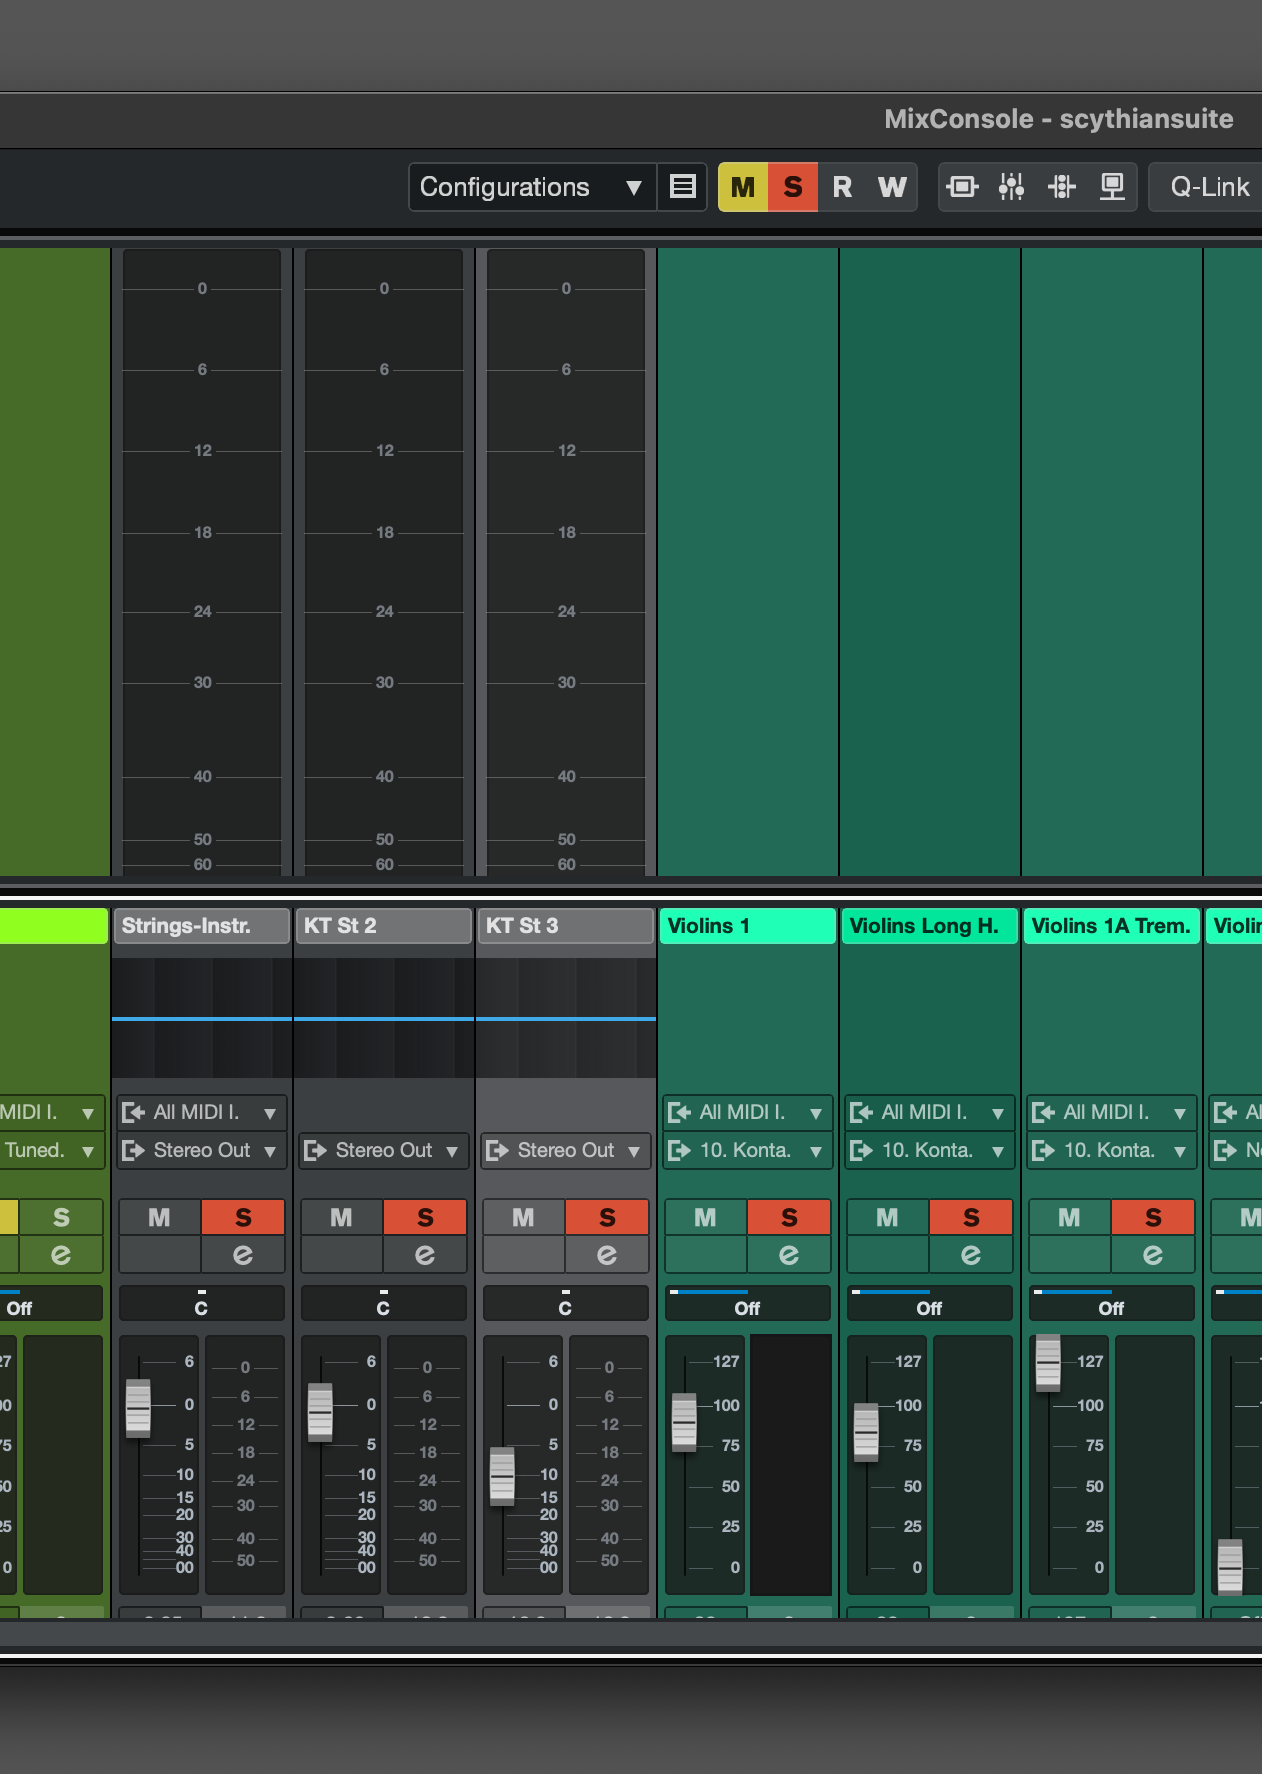 MixConsole - scythiansuite
Configurations M S R W Q-Link
0 0 0
6 6 6
12 12 12
18 18 18
24 24 24
30 30 30
40 40 40
50 50 50
60 60 60
Strings-Instr. KT St 2 KT St 3 Violins 1 Violins Long H. Violins 1A Trem. Violin
MIDI I. All MIDI I. All MIDI I. All MIDI I. All MIDI I. Al
Tuned. Stereo Out Stereo Out Stereo Out 10. Konta. 10. Konta. 10. Konta. No
S M S M S M S M S M S M S M
e e e e e e e
Off C C C Off Off Off
27 6 0 6 0 6 0 127 127 127
00 0 6 0 6 0 6 100 100 100
75 5 12 5 12 5 12 75 75 75
10 18 10 18 10 18
50 15 24 15 24 15 24 50 50 50
20 30 20 30 20 30
25 30 40 30 40 30 40 25 25 25
40 50 40 50 40 50
0 00 00 00 0 0 0